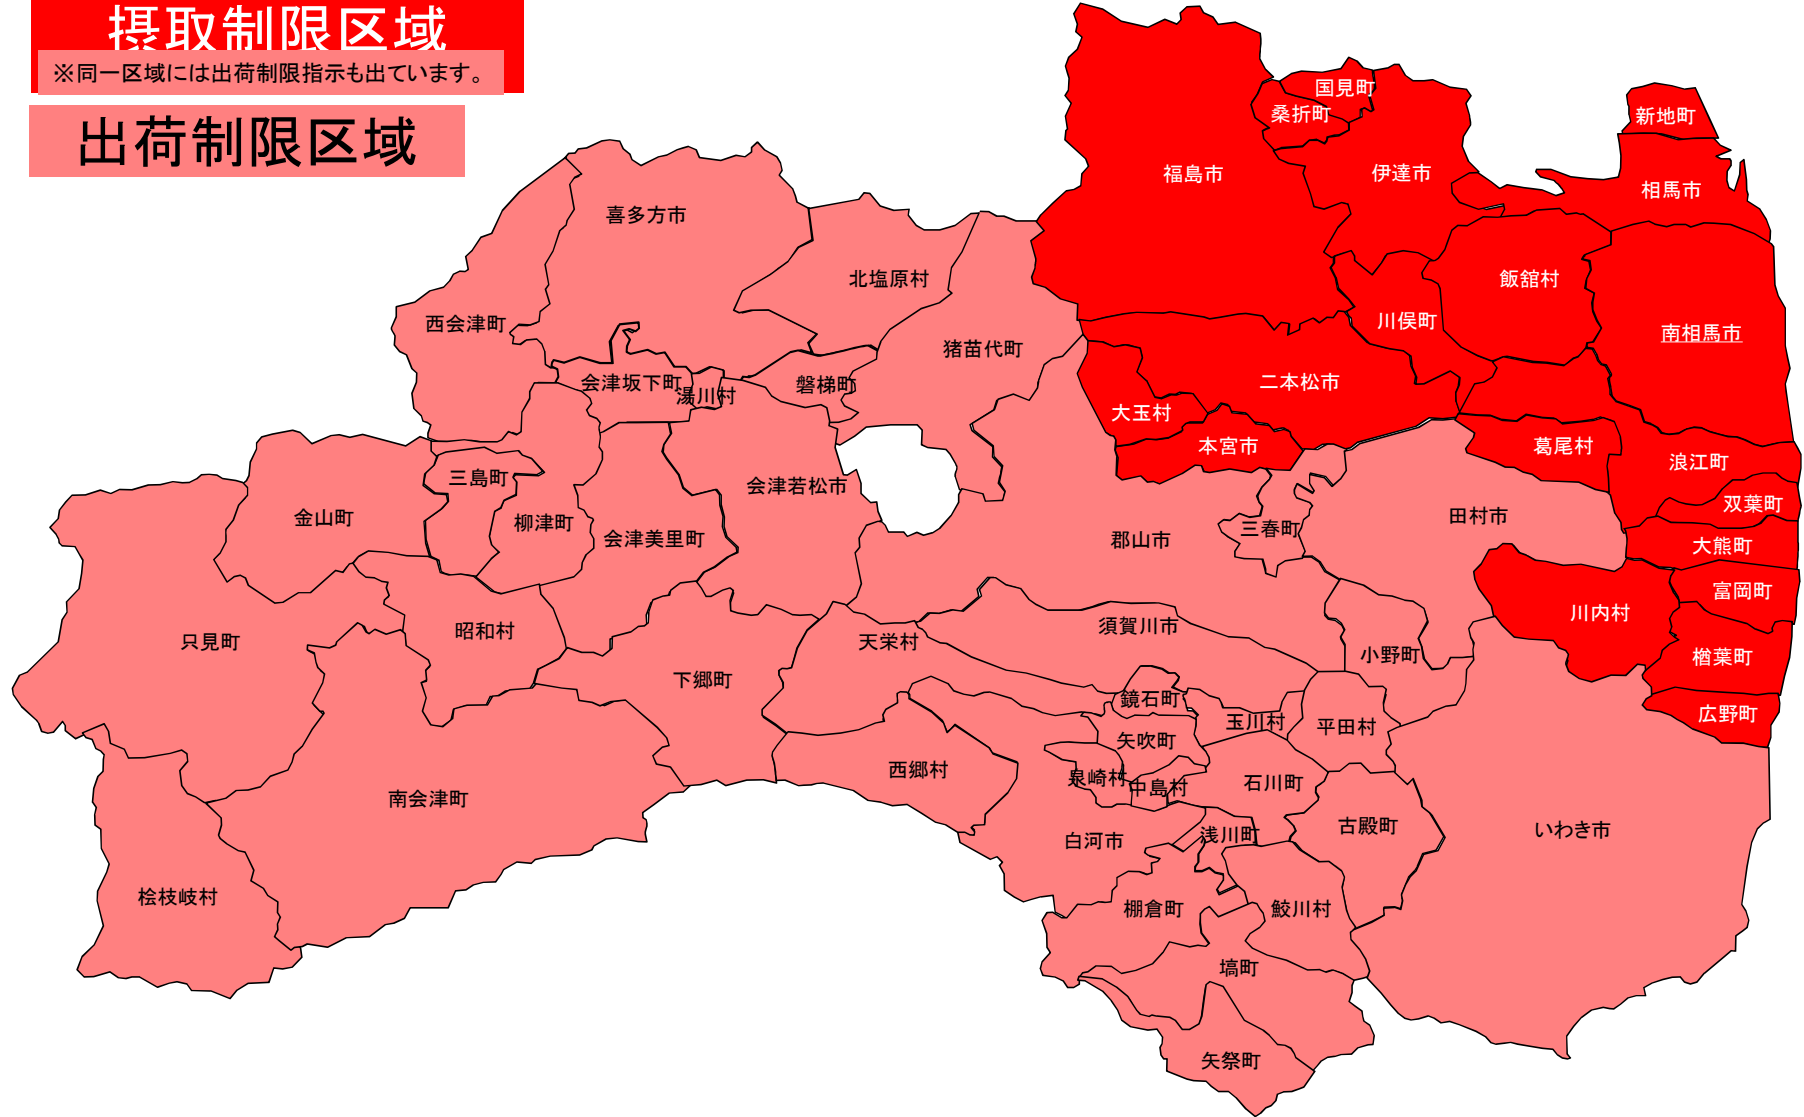 摂取制限区域
※同一区域には出荷制限指示も出ています。
出荷制限区域
国見町
桑折町
新地町
福島市
伊達市
相馬市
喜多方市
北塩原村
飯舘村
西会津町
猪苗代町
川俣町
南相馬市
会津坂下町
湯川村
磐梯町
二本松市
大玉村
本宮市
葛尾村
浪江町
三島町
会津若松市
双葉町
金山町
柳津町
会津美里町
郡山市
三春町
田村市
大熊町
富岡町
只見町
昭和村
天栄村
須賀川市
川内村
小野町
楢葉町
下郷町
鏡石町
玉川村
平田村
広野町
矢吹町
西郷村
泉崎村
中島村
石川町
南会津町
白河市
浅川町
古殿町
いわき市
桧枝岐村
棚倉町
鮫川村
塙町
矢祭町